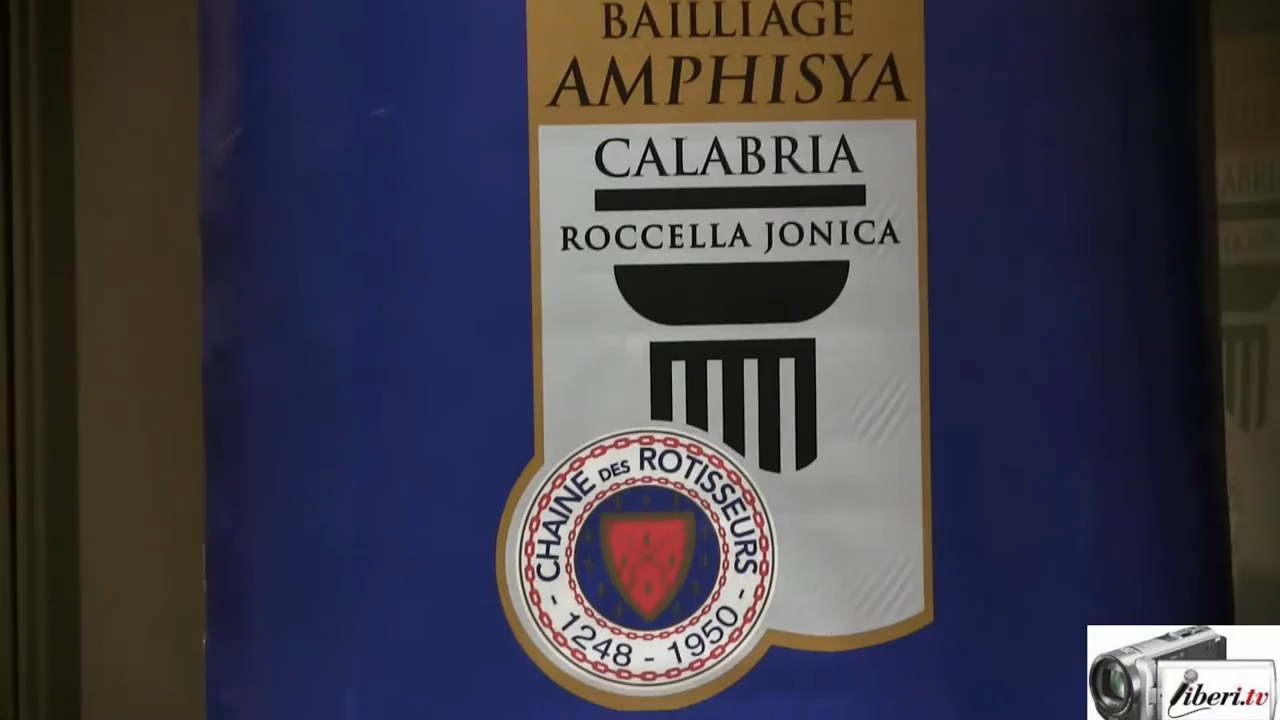 BAILLIAGE
AMPHISYA
CALABRIA
ROCCELLA JONICA
CHAINE DES ROTISSEURS
- 1248 - 1950 -
liberi.tv